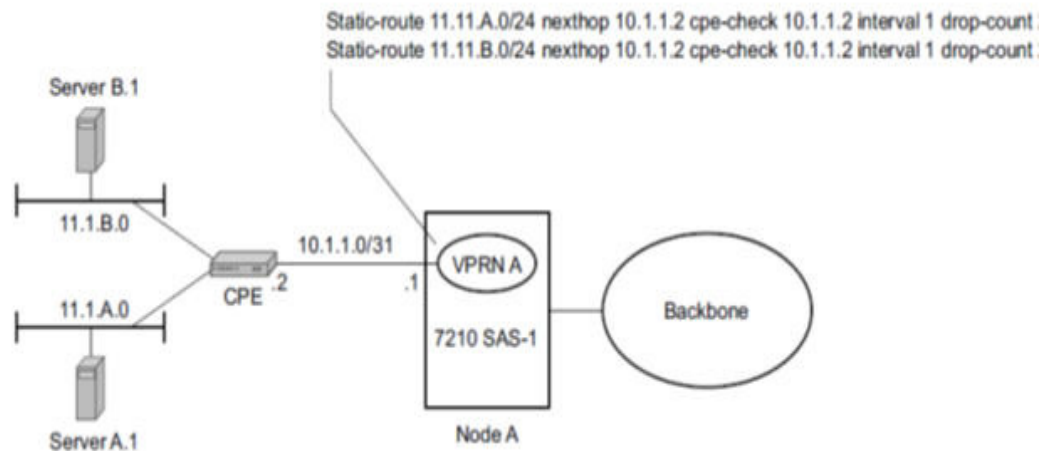 Static-route 11.11.A.0/24 nexthop 10.1.1.2 cpe-check 10.1.1.2 interval 1 drop-count
Static-route 11.11.B.0/24 nexthop 10.1.1.2 cpe-check 10.1.1.2 interval 1 drop-count
Server B.1
11.1.B.0
10.1.1.0/31
VPRN A
.2
.1
CPE
Backbone
11.1.A.0
7210 SAS-1
Node A
Server A.1